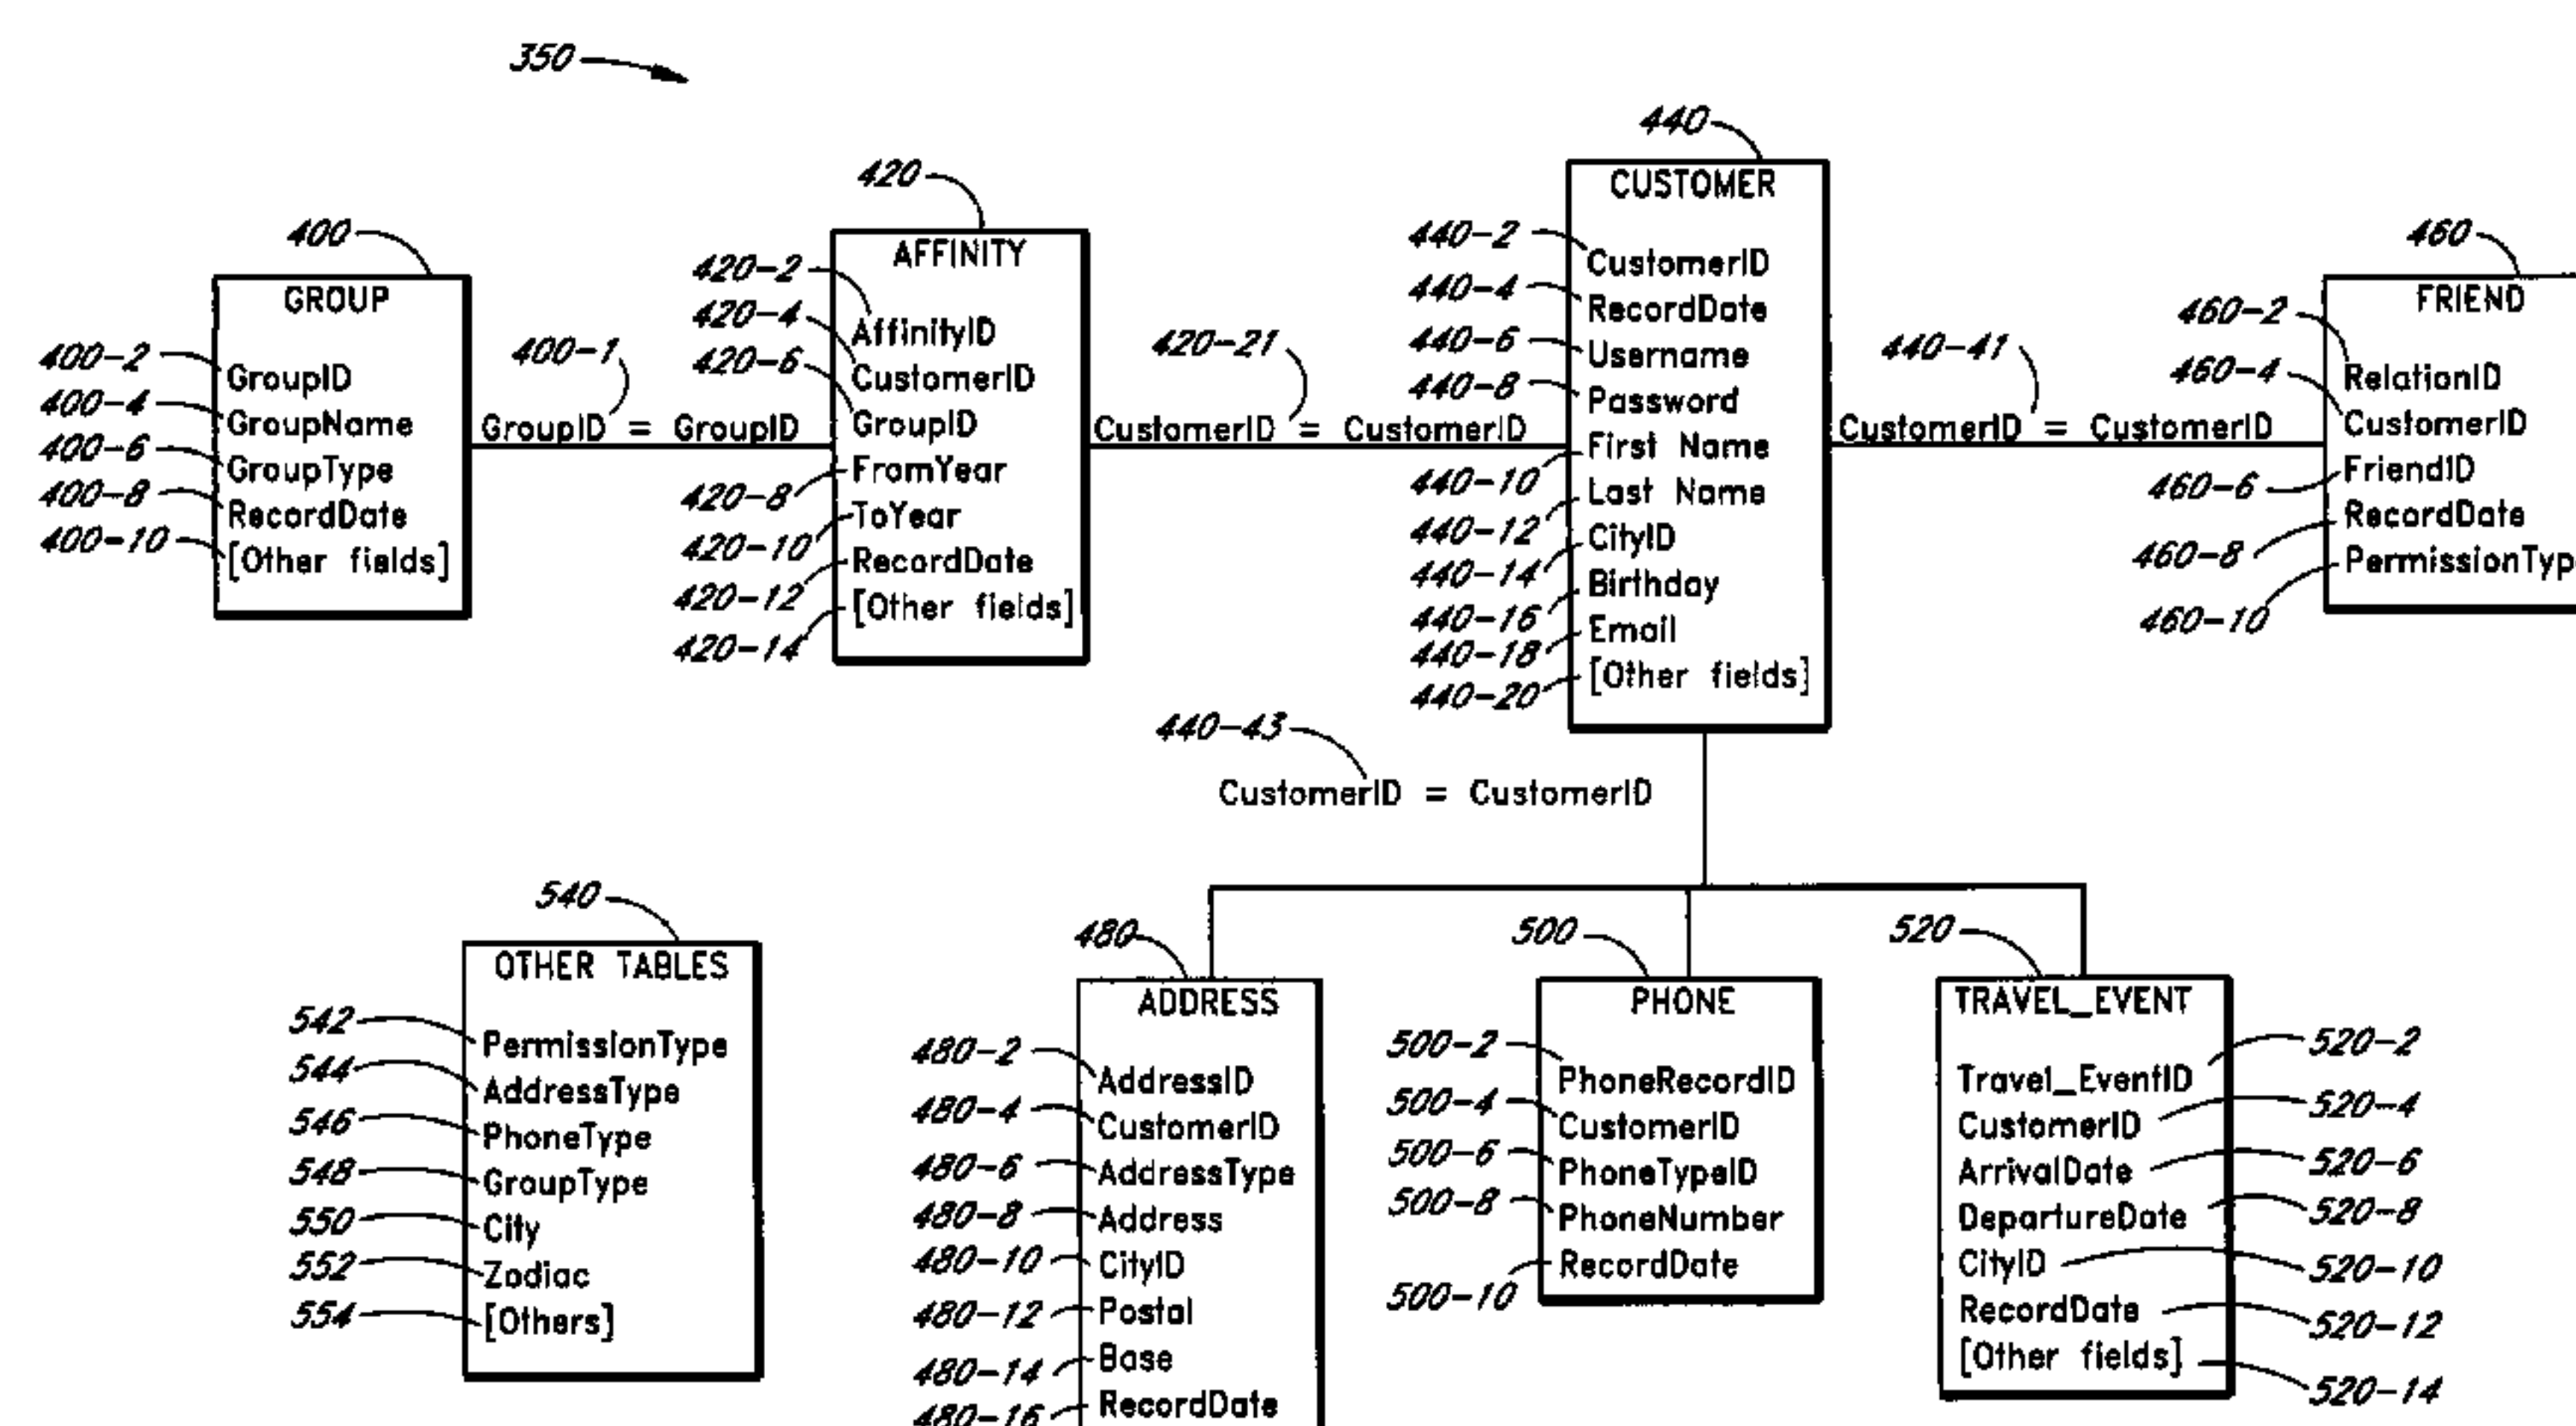 350
400
GROUP
400-2 GroupID
400-4 GroupName
400-6 GroupType
400-8 RecordDate
400-10 [Other fields]
400-1
GroupID = GroupID
420
AFFINITY
420-2 AffinityID
420-4 CustomerID
420-6 GroupID
420-8 FromYear
420-10 ToYear
420-12 RecordDate
420-14 [Other fields]
420-21
CustomerID = CustomerID
440
CUSTOMER
440-2 CustomerID
440-4 RecordDate
440-6 Username
440-8 Password
440-10 First Name
440-12 Last Name
440-14 CityID
440-16 Birthday
440-18 Email
440-20 [Other fields]
440-41
CustomerID = CustomerID
460
FRIEND
460-2 RelationID
460-4 CustomerID
460-6 FriendID
460-8 RecordDate
460-10 PermissionType
440-43
CustomerID = CustomerID
540
OTHER TABLES
542 PermissionType
544 AddressType
546 PhoneType
548 GroupType
550 City
552 Zodiac
554 [Others]
480
ADDRESS
480-2 AddressID
480-4 CustomerID
480-6 AddressType
480-8 Address
480-10 CityID
480-12 Postal
480-14 Base
480-16 RecordDate
500
PHONE
500-2 PhoneRecordID
500-4 CustomerID
500-6 PhoneTypeID
500-8 PhoneNumber
500-10 RecordDate
520
TRAVEL_EVENT
Travel_EventID 520-2
CustomerID 520-4
ArrivalDate 520-6
DepartureDate 520-8
CityID 520-10
RecordDate 520-12
[Other fields] 520-14